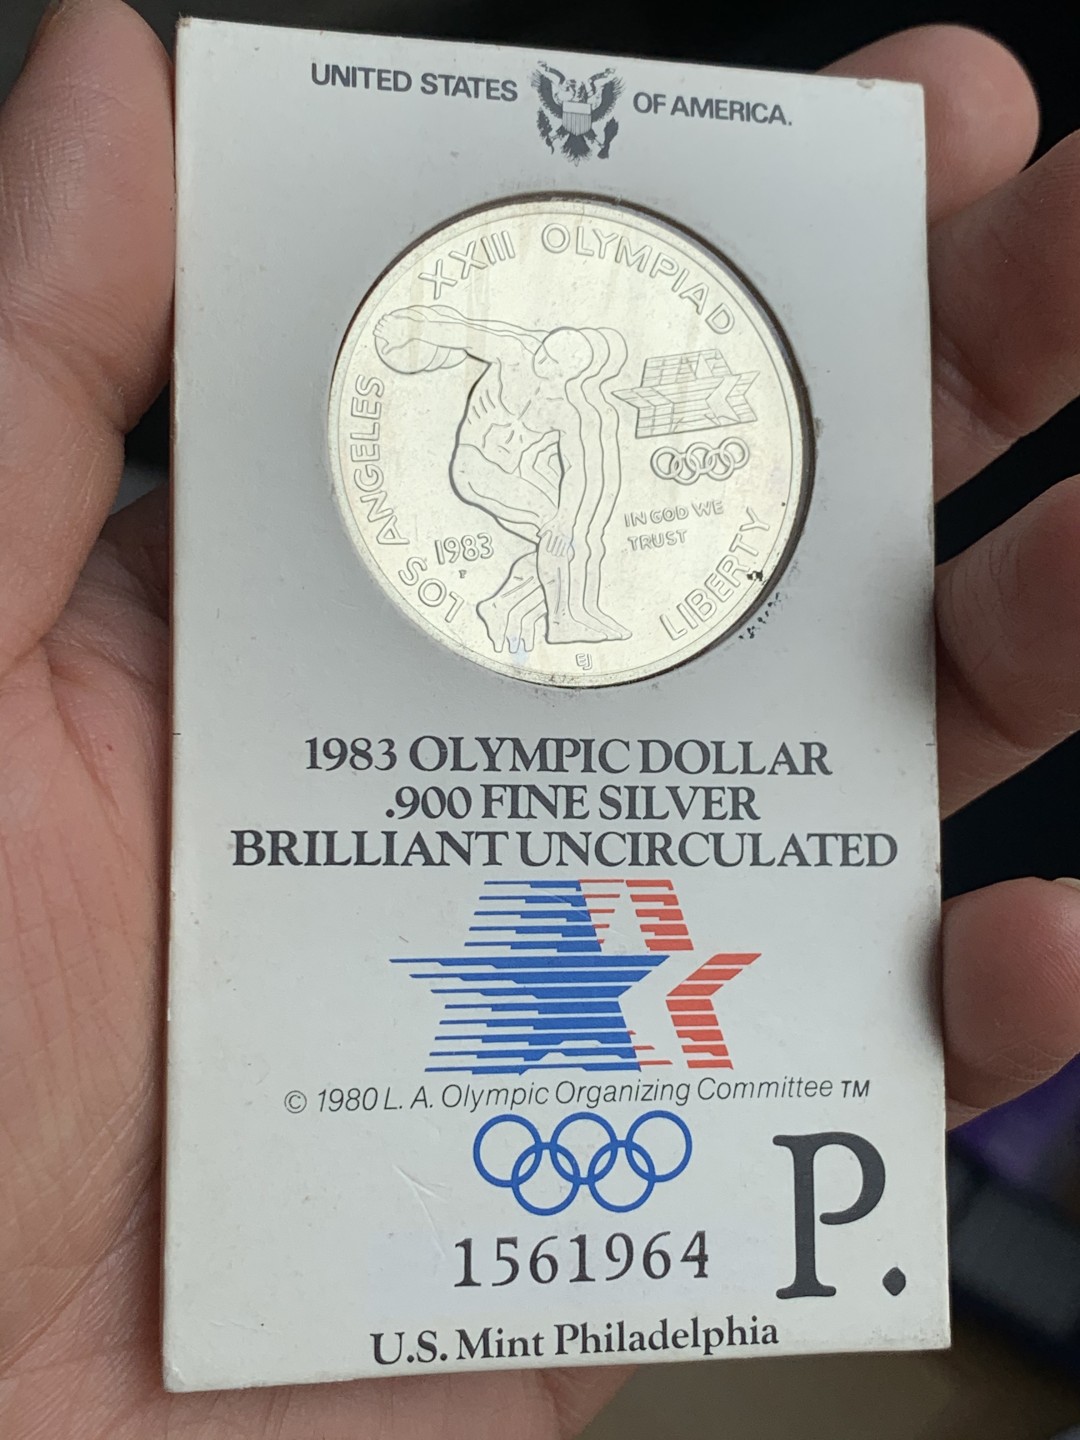 UNITED STATES OF AMERICA.
XXIII OLYMPIAD
LOS ANGELES
1983
P
IN GOD WE
TRUST
LIBERTY
EJ
1983 OLYMPIC DOLLAR
.900 FINE SILVER
BRILLIANT UNCIRCULATED
© 1980 L. A. Olympic Organizing Committee TM
1561964
P.
U.S. Mint Philadelphia